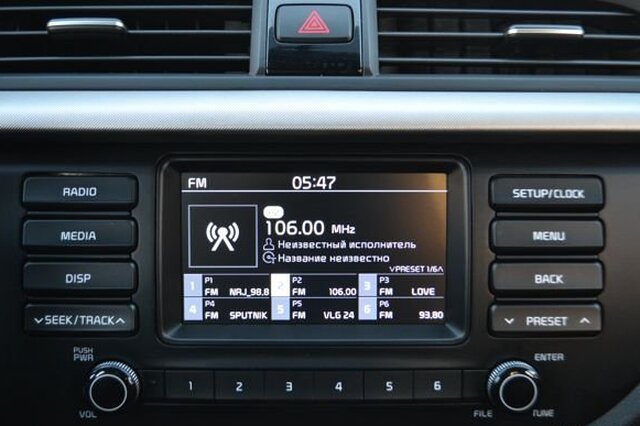 FM 05:47
106.00 MHz
Неизвестный исполнитель
Название неизвестно
PRESET 1/6
1 P1 FM NRJ_98.8
2 P2 FM 106.00
3 P3 FM LOVE
4 P4 FM SPUTNIK
5 P5 FM VLG 24
6 P6 FM 93.80
RADIO
MEDIA
DISP
SEEK/TRACK
SETUP/CLOCK
MENU
BACK
PRESET
PUSH
PWR
VOL
1 2 3 4 5 6
ENTER
FILE TUNE